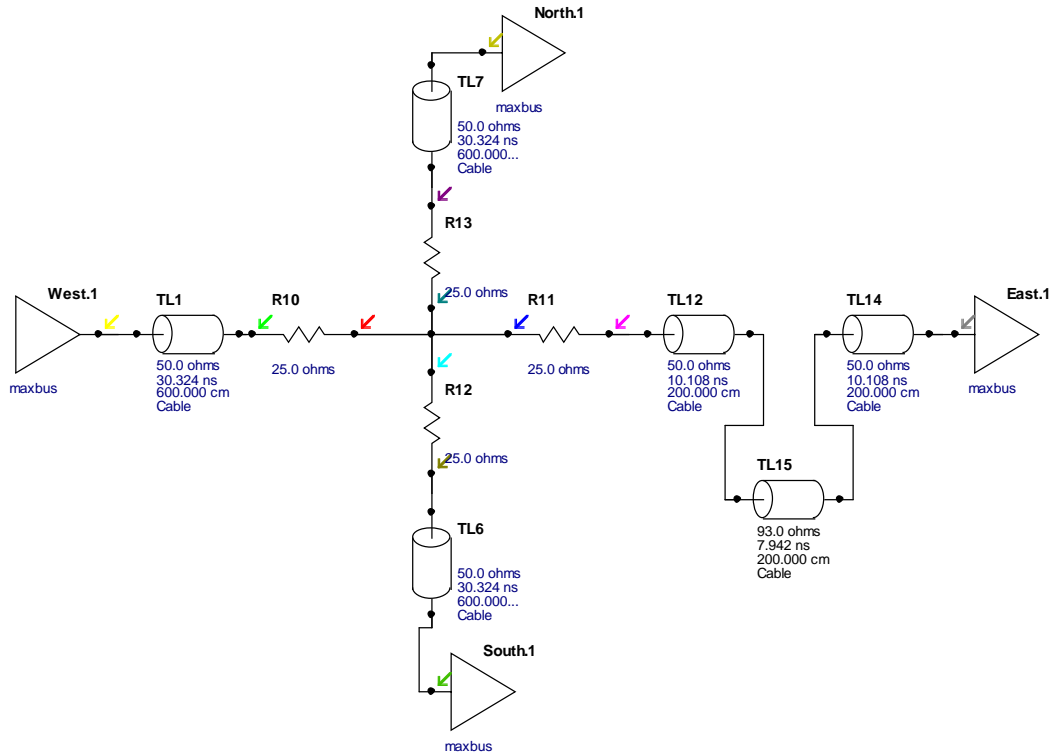 North.1
TL7
maxbus
50.0 ohms
30.324 ns
600.000...
Cable
R13
25.0 ohms
West.1
maxbus
TL1
50.0 ohms
30.324 ns
600.000 cm
Cable
R10
25.0 ohms
R11
25.0 ohms
TL12
50.0 ohms
10.108 ns
200.000 cm
Cable
TL14
50.0 ohms
10.108 ns
200.000 cm
Cable
East.1
maxbus
R12
25.0 ohms
TL15
93.0 ohms
7.942 ns
200.000 cm
Cable
TL6
50.0 ohms
30.324 ns
600.000...
Cable
South.1
maxbus